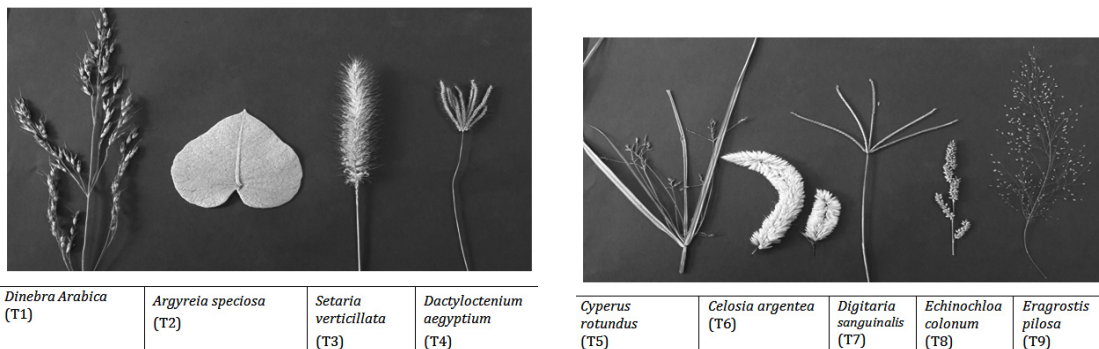 Dinebra Arabica
(T1)
Argyreia speciosa
(T2)
Setaria
verticillata
(T3)
Dactyloctenium
aegyptium
(T4)
Cyperus
rotundus
(T5)
Celosia argentea
(T6)
Digitaria
sanguinalis
(T7)
Echinochloa
colonum
(T8)
Eragrostis
pilosa
(T9)